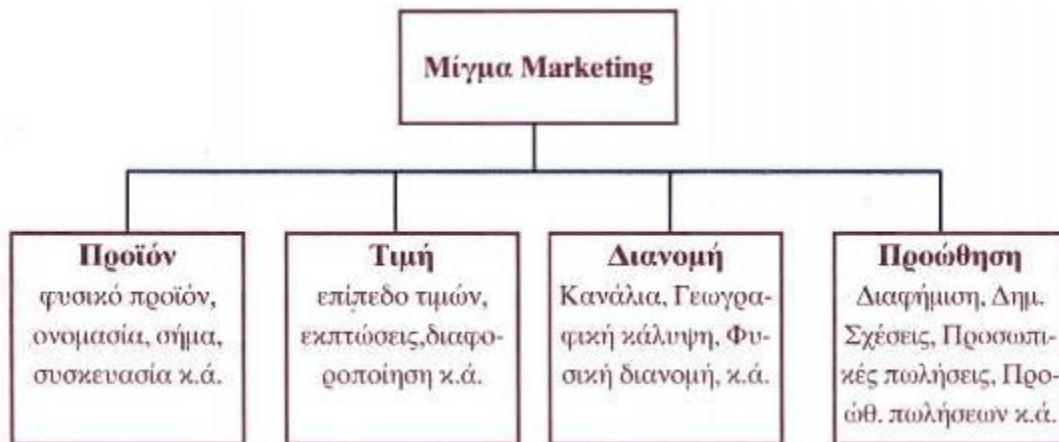 Μίγμα Marketing
Προϊόν
φυσικό προϊόν,
ονομασία, σήμα,
συσκευασία κ.ά.
Τιμή
επίπεδο τιμών,
εκπτώσεις,διαφο-
ροποίηση κ.ά.
Διανομή
Κανάλια, Γεωγρα-
φική κάλυψη, Φυ-
σική διανομή, κ.ά.
Προώθηση
Διαφήμιση, Δημ.
Σχέσεις, Προσωπι-
κές πωλήσεις, Προ-
ώθ. πωλήσεων κ.ά.